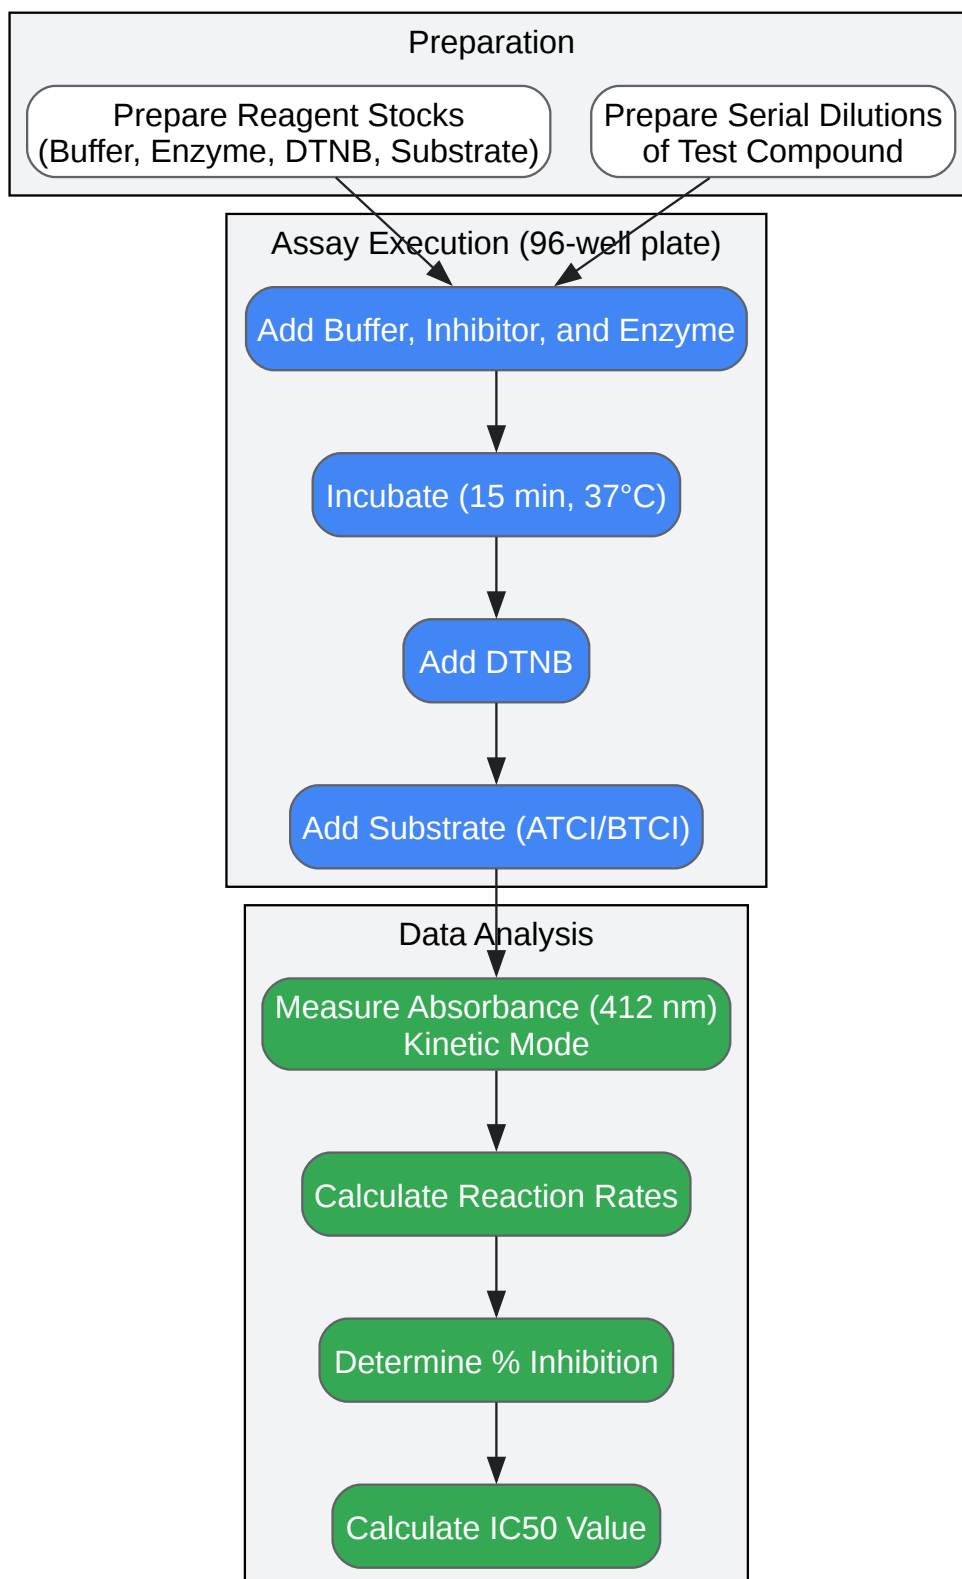 Preparation
Prepare Reagent Stocks
(Buffer, Enzyme, DTNB, Substrate)
Prepare Serial Dilutions
of Test Compound
Assay Execution (96-well plate)
Add Buffer, Inhibitor, and Enzyme
Incubate (15 min, 37°C)
Add DTNB
Add Substrate (ATCI/BTCI)
Data Analysis
Measure Absorbance (412 nm)
Kinetic Mode
Calculate Reaction Rates
Determine % Inhibition
Calculate IC50 Value